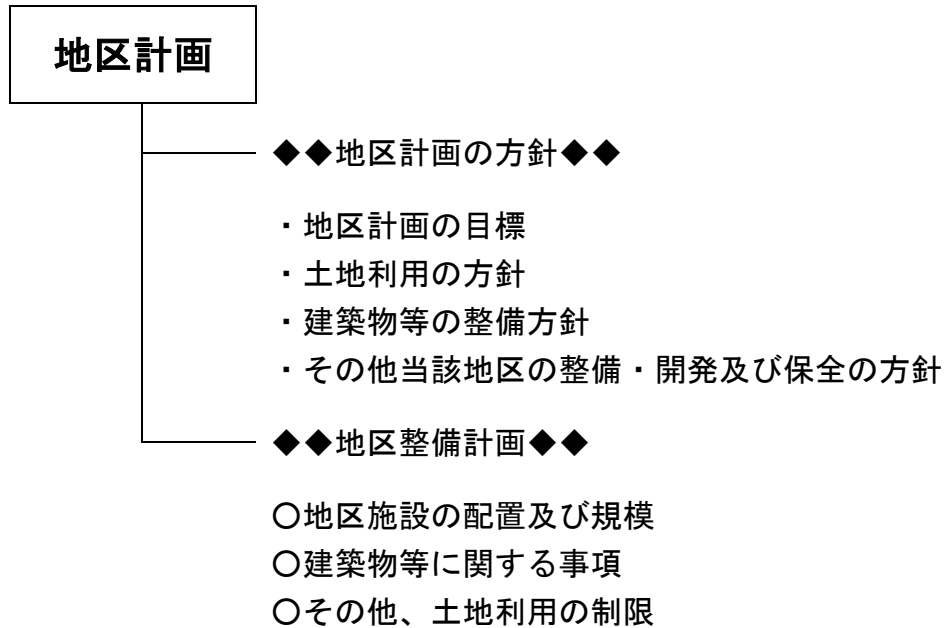 地区計画
◆◆地区計画の方針◆◆
・地区計画の目標
・土地利用の方針
・建築物等の整備方針
・その他当該地区の整備・開発及び保全の方針
◆◆地区整備計画◆◆
〇地区施設の配置及び規模
〇建築物等に関する事項
〇その他、土地利用の制限